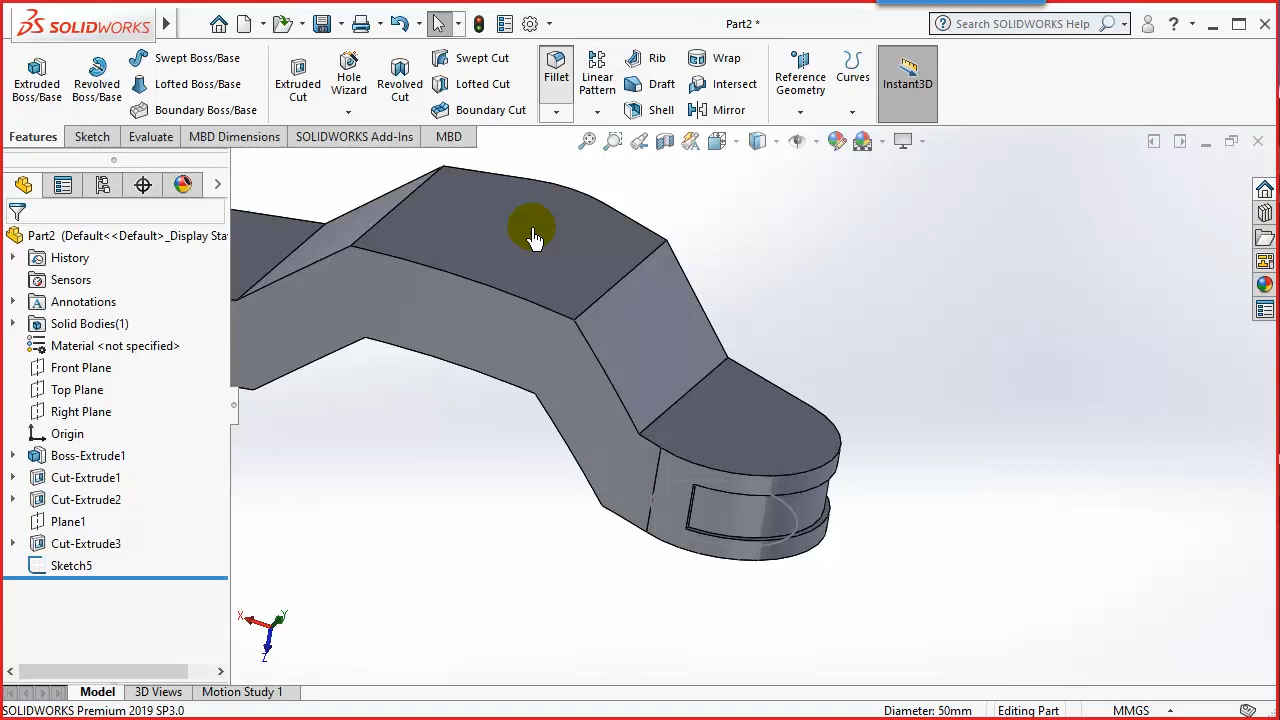 SOLIDWORKS
Part2 *
Search SOLIDWORKS Help
?
Extruded Boss/Base
Revolved Boss/Base
Swept Boss/Base
Lofted Boss/Base
Boundary Boss/Base
Extruded Cut
Hole Wizard
Revolved Cut
Swept Cut
Lofted Cut
Boundary Cut
Fillet
Linear Pattern
Rib
Draft
Shell
Wrap
Intersect
Mirror
Reference Geometry
Curves
Instant3D
Features
Sketch
Evaluate
MBD Dimensions
SOLIDWORKS Add-Ins
MBD
Part2 (Default<<Default>_Display Sta
History
Sensors
Annotations
Solid Bodies(1)
Material <not specified>
Front Plane
Top Plane
Right Plane
Origin
Boss-Extrude1
Cut-Extrude1
Cut-Extrude2
Plane1
Cut-Extrude3
Sketch5
X
Y
Z
Model
3D Views
Motion Study 1
SOLIDWORKS Premium 2019 SP3.0
Diameter: 50mm
Editing Part
MMGS